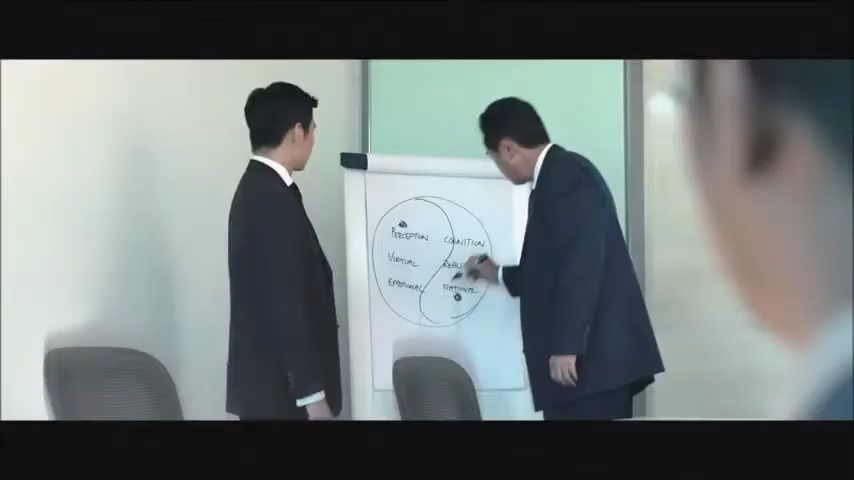 PERCEPTION COGNITION
VIRTUAL
EMOTIONAL RATIONAL